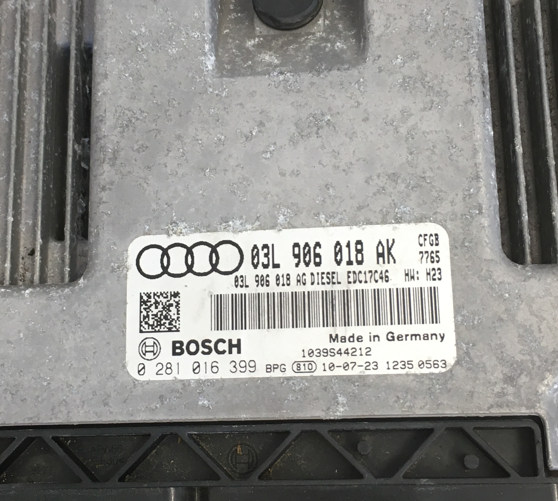 03L 906 018 AK CFGB
7765
03L 906 018 AG DIESEL EDC17C46 HW: H23
Made in Germany
BOSCH 1039S44212
0 281 016 399 BPG 810 10-07-23 1235 0563